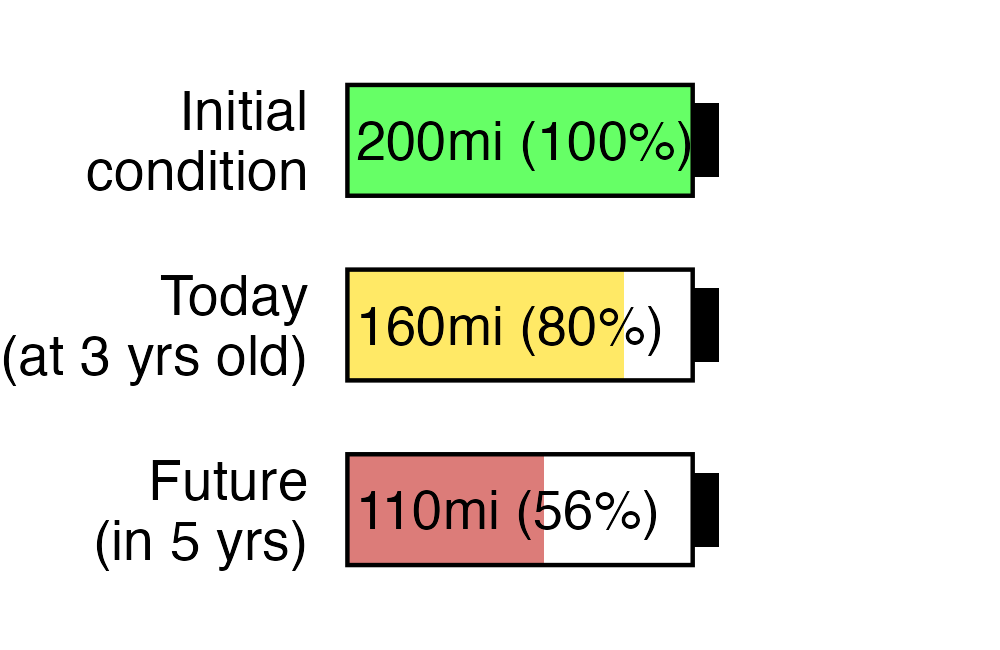 Initial
condition
200mi (100%)
Today
(at 3 yrs old)
160mi (80%)
Future
(in 5 yrs)
110mi (56%)